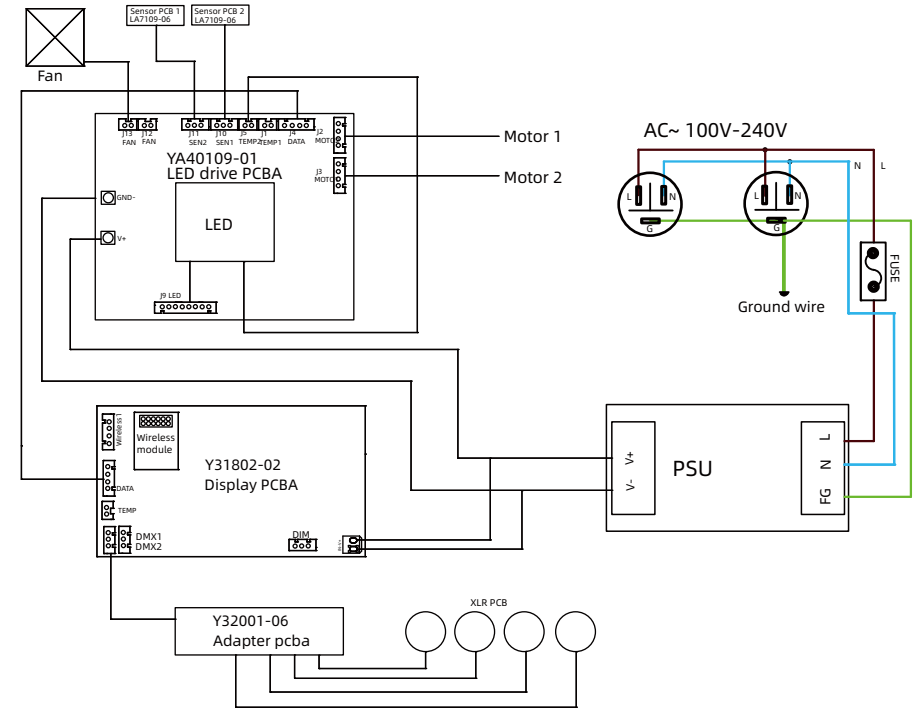 Sensor PCB 1
LA7109-06
Sensor PCB 2
LA7109-06
Fan
J13
FAN
J12
FAN
J11
SEN2
J10
SEN1
J5
TEMP2
J1
TEMP1
J4
DATA
J2
MOTO
J3
MOTO
Motor 1
Motor 2
YA40109-01
LED drive PCBA
LED
GND-
V+
J9 LED
AC~ 100V-240V
L
N
G
L
N
G
N
L
FUSE
Ground wire
Wireless1
Wireless
module
Y31802-02
Display PCBA
DATA
TEMP
DMX1
DMX2
DIM
V+
V-
PSU
L
N
FG
Y32001-06
Adapter pcba
XLR PCB